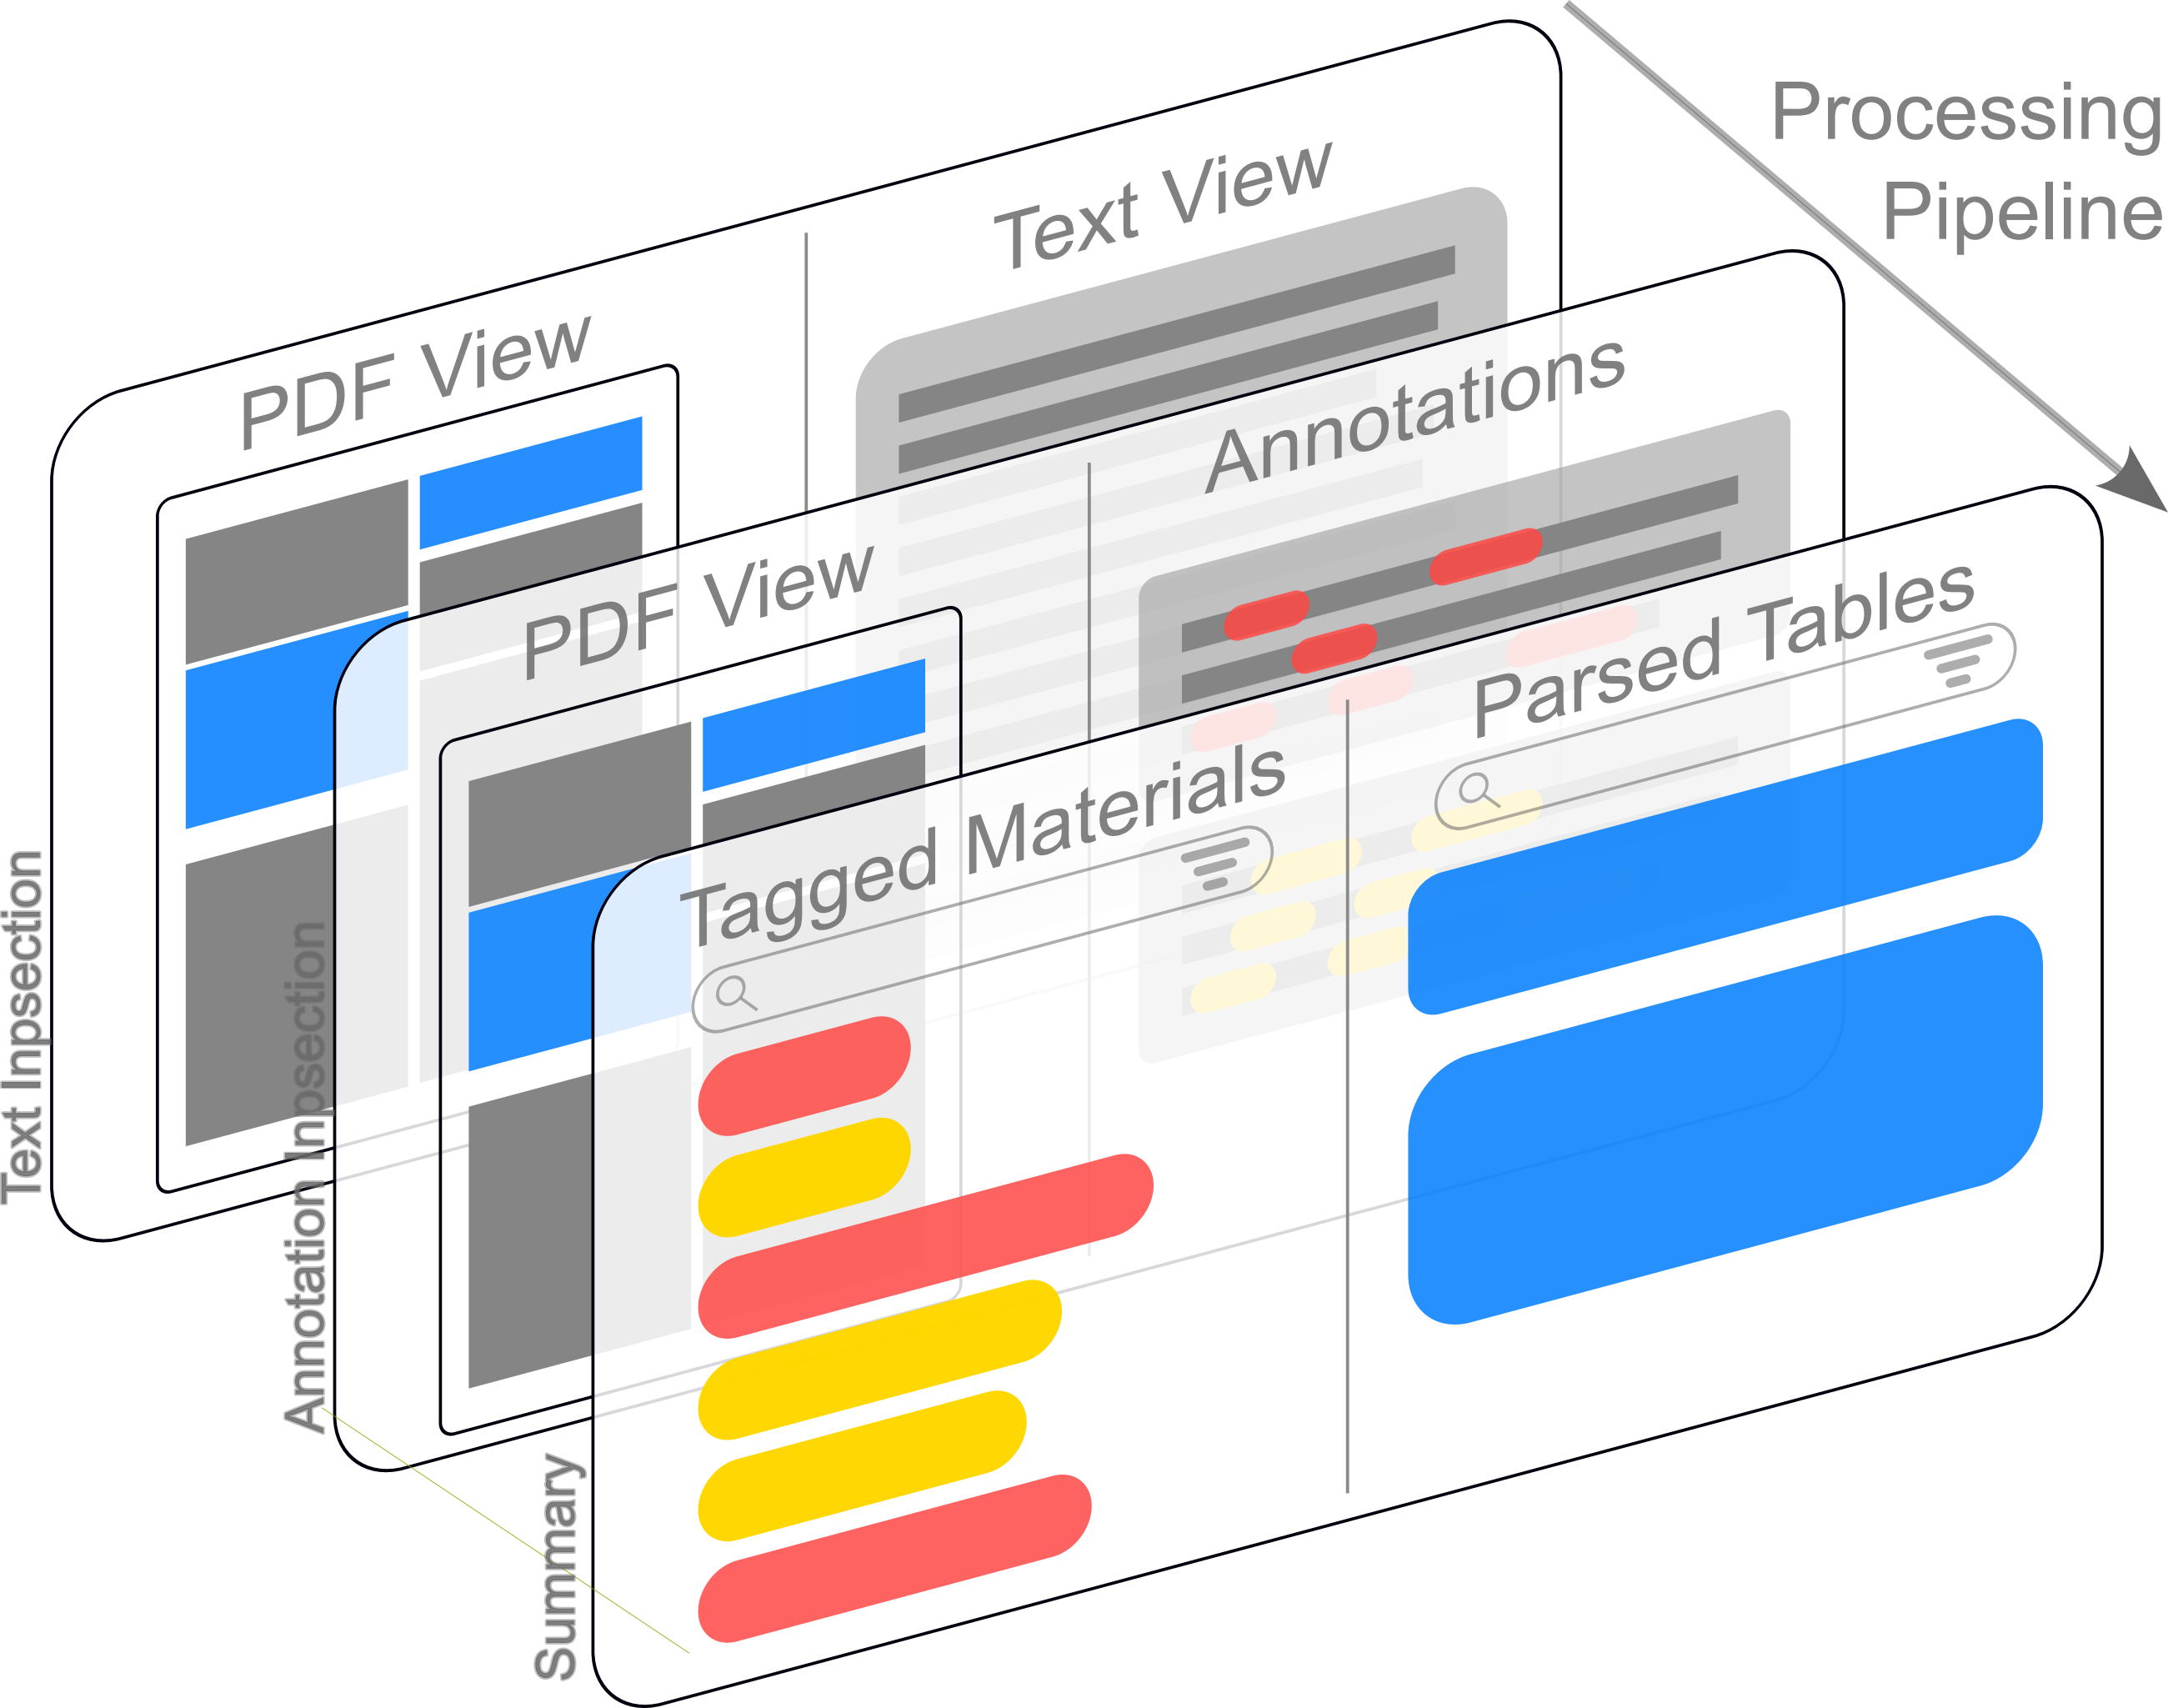 Processing
Pipeline
Text View
PDF View
Text Inpsection
Annotations
PDF View
Annotation Inpsection
Parsed Tables
Tagged Materials
Summary